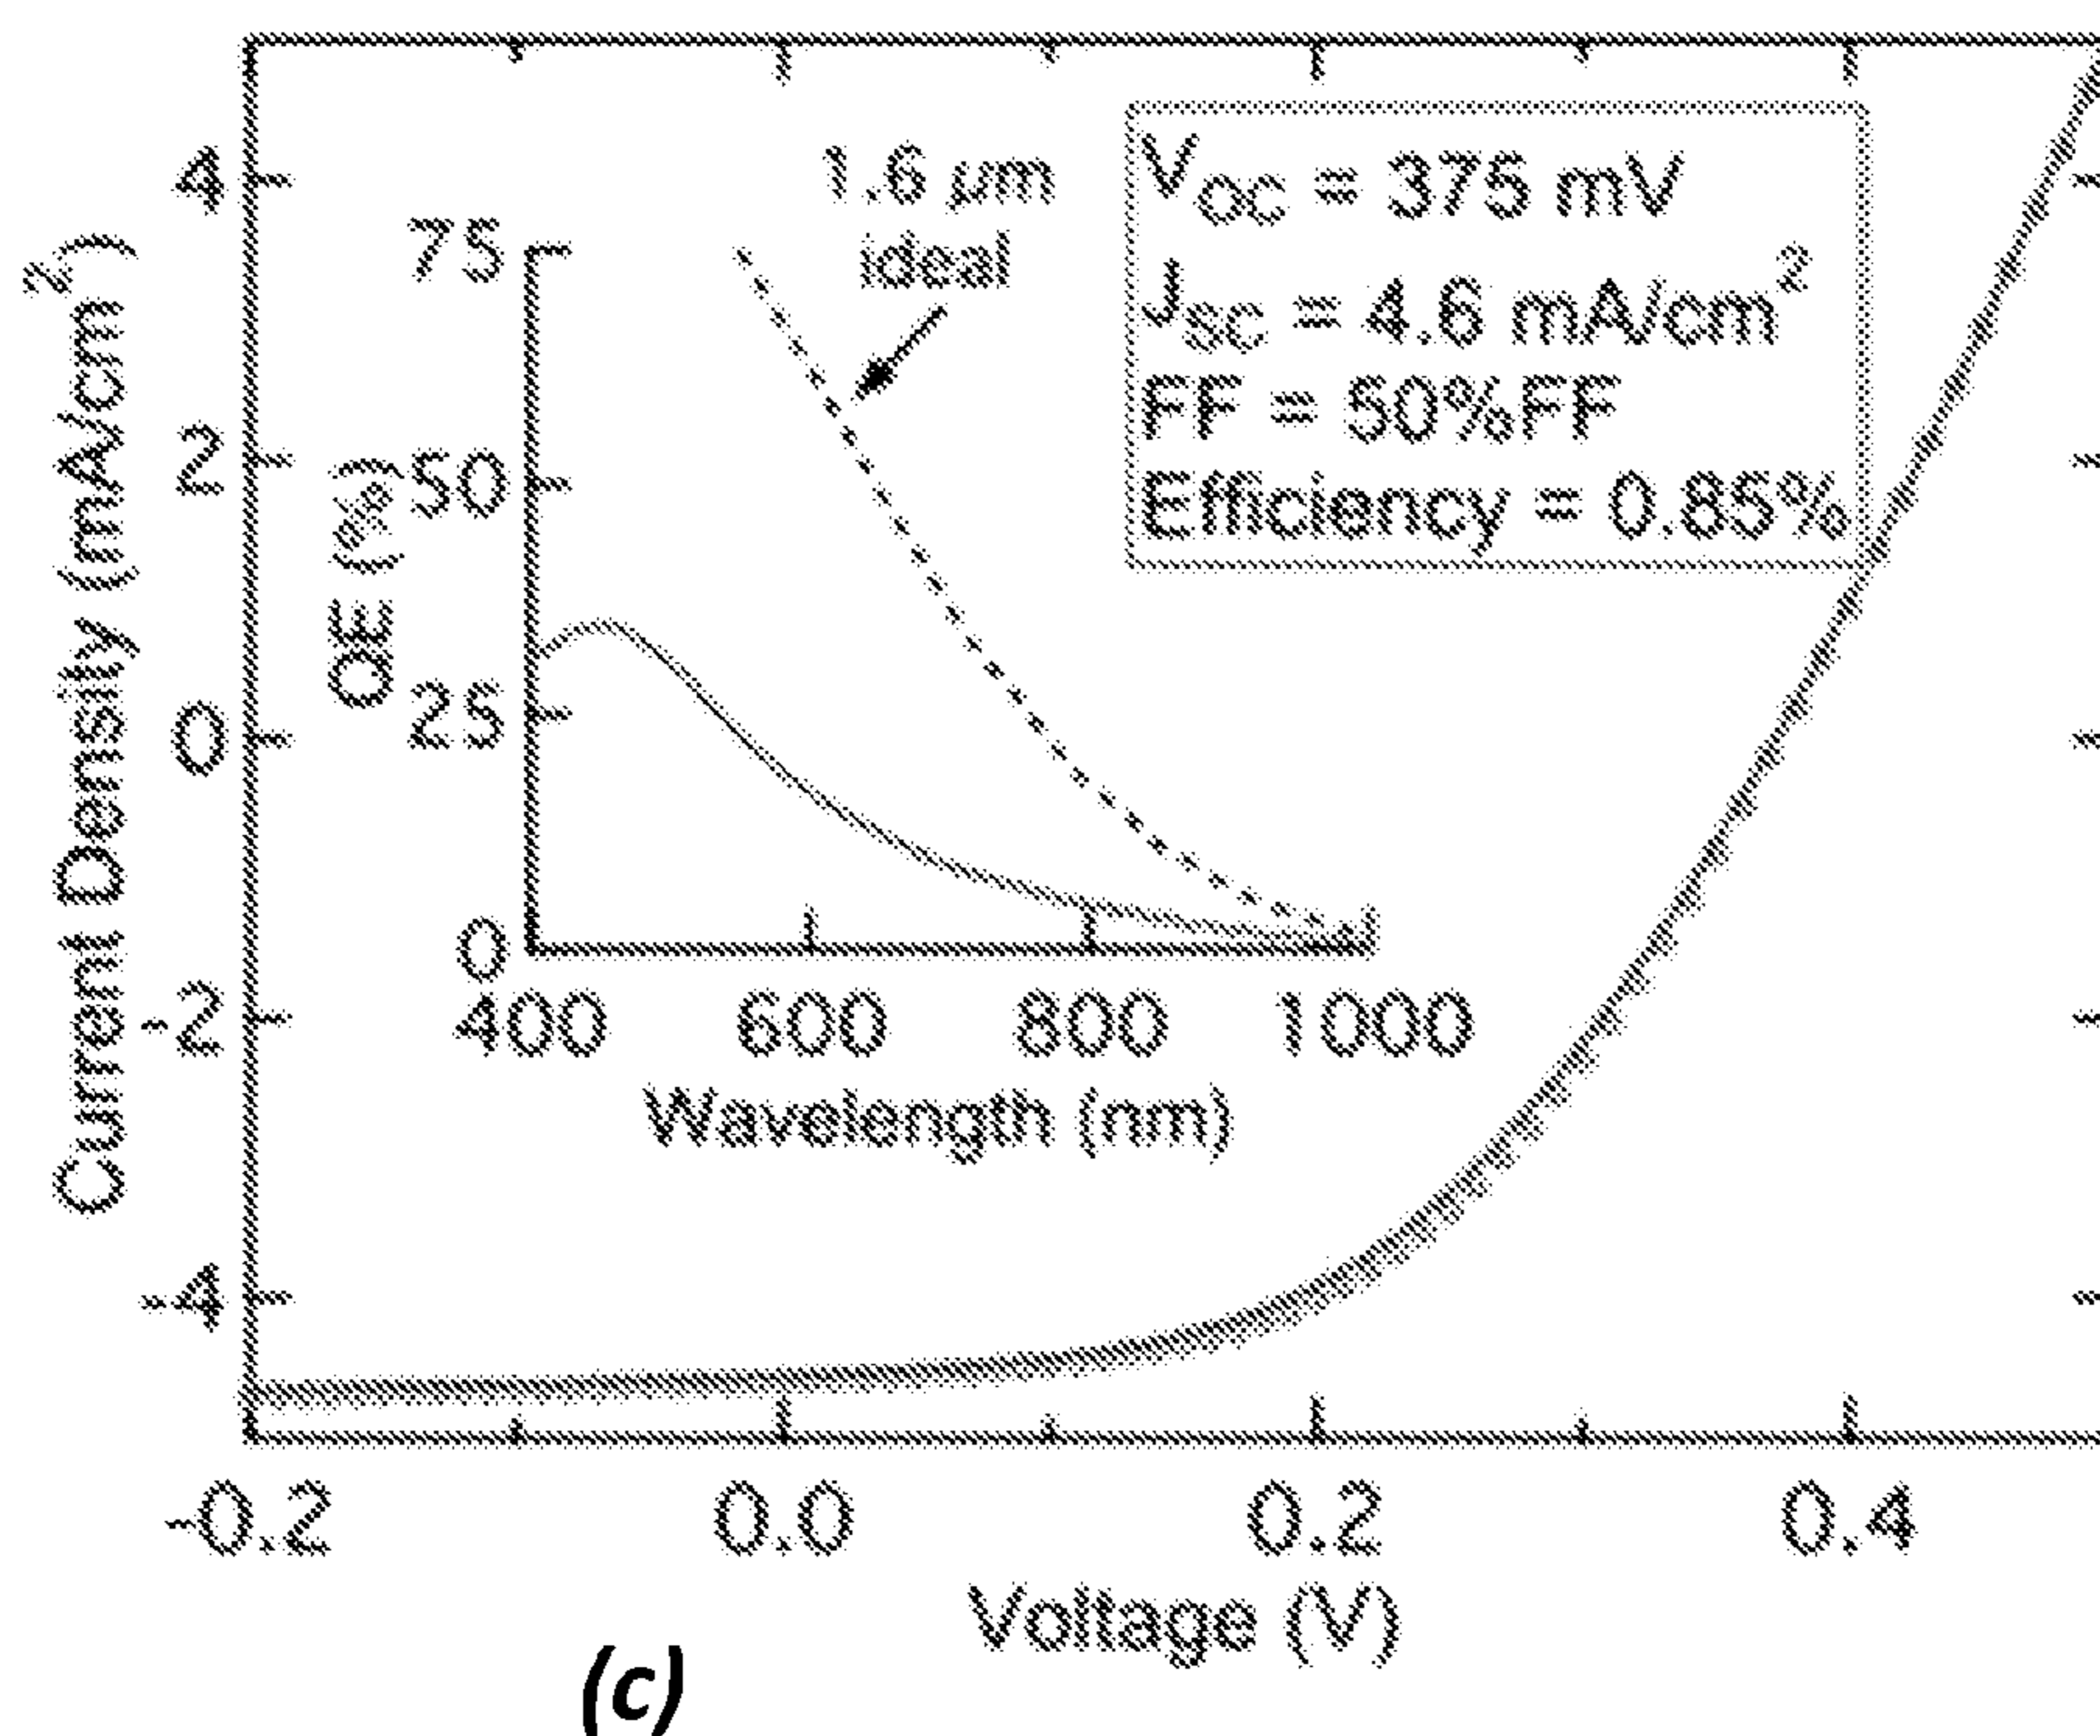 Current Density (mA/cm²)
4
2
0
-2
-4
QE (%)
75
50
25
0
400 600 800 1000
Wavelength (nm)
1.6 μm
ideal
V_OC = 375 mV
J_SC = 4.6 mA/cm²
FF = 50%FF
Efficiency = 0.85%
-0.2 0.0 0.2 0.4
Voltage (V)
(c)